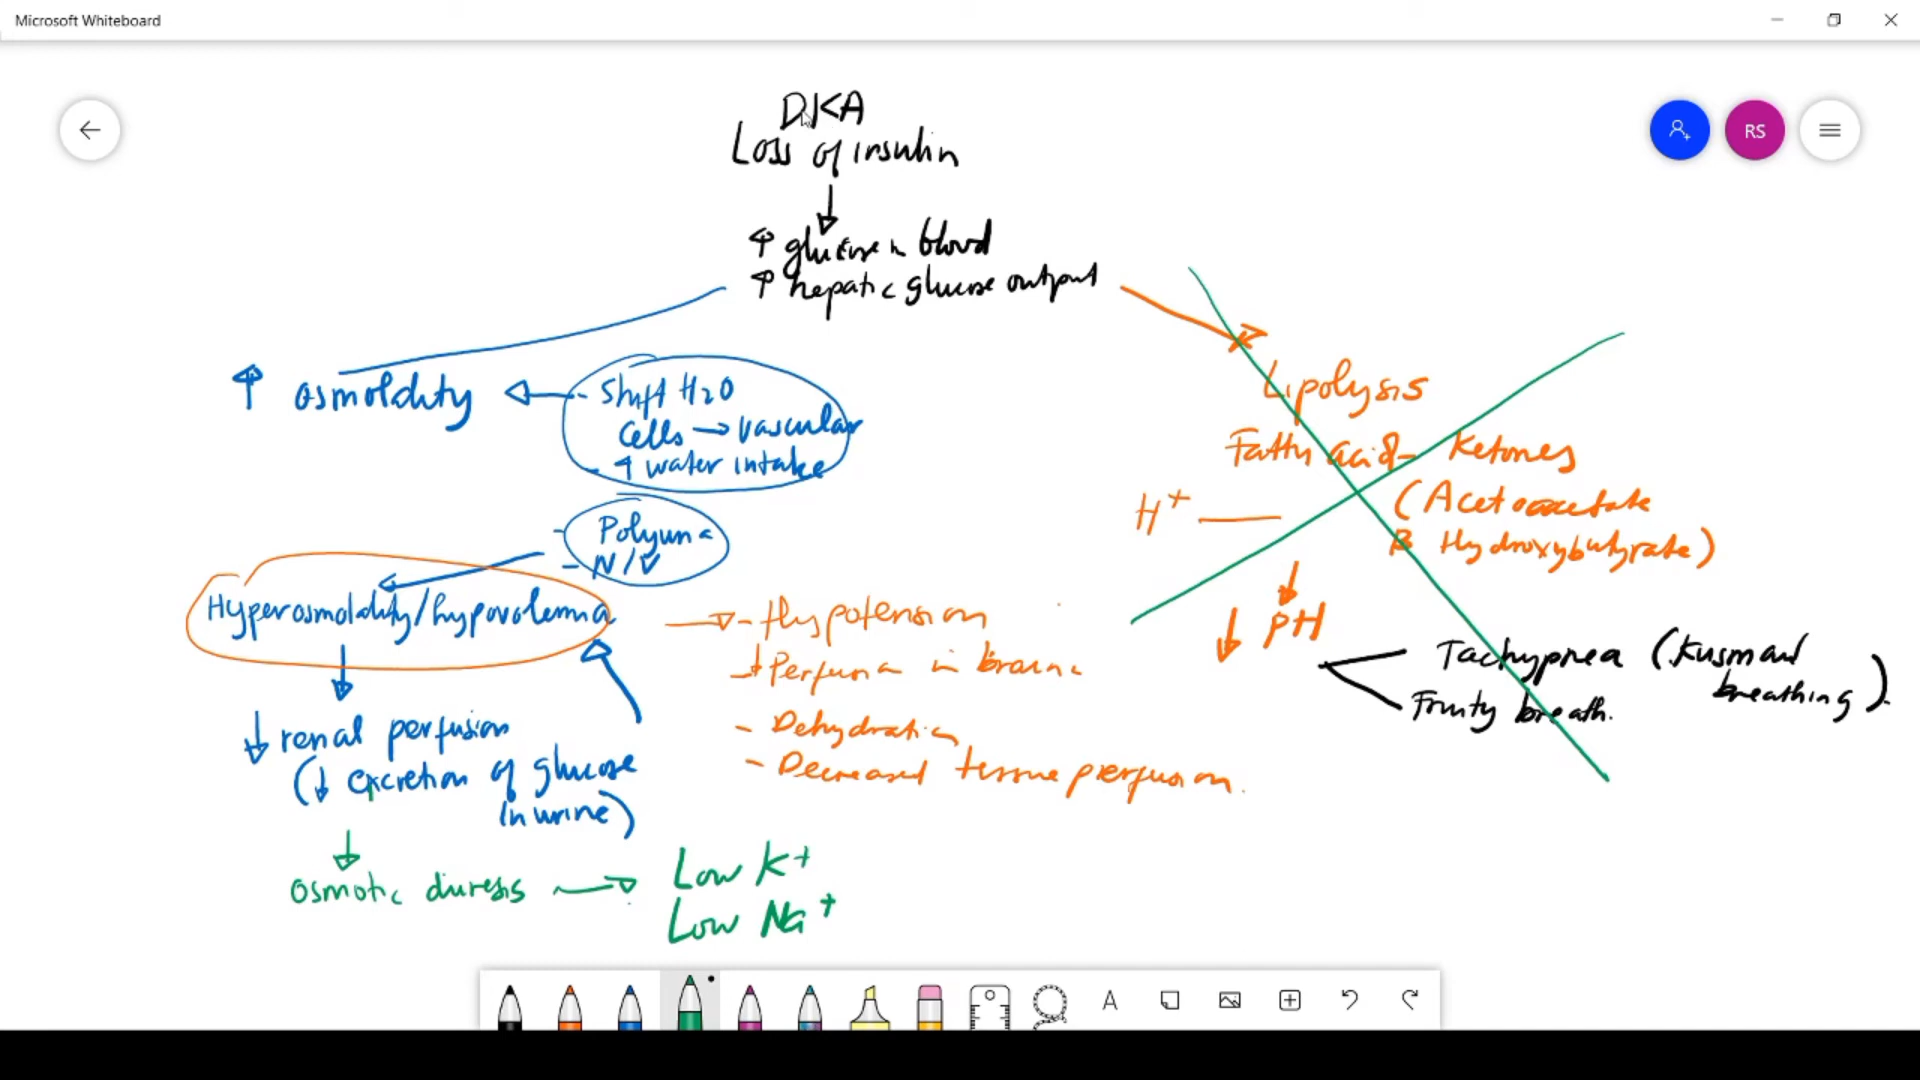 Microsoft Whiteboard
RS
DKA
Loss of insulin
↑ glucose in blood
↑ hepatic glucose output
↑ osmolality
- Shift H2O
Cells → vascular
- ↑ water intake
- Polyuria
- N/V
Hyperosmolality/hypovolema
↓ renal perfusion
(↓ excretion of glucose
in urine)
Osmotic diuresis →
Low K+
Low Na+
→ - Hypotension
- ↓ Perfusion in brain
- Dehydration
- Decreased tissue perfusion.
Lipolysis
Fatty acid - Ketones
(Acetoacetate
B Hydroxybutyrate)
H+
↓ PH
Tachypnea (Kusmaul
breathing)
Fruity breath.
A